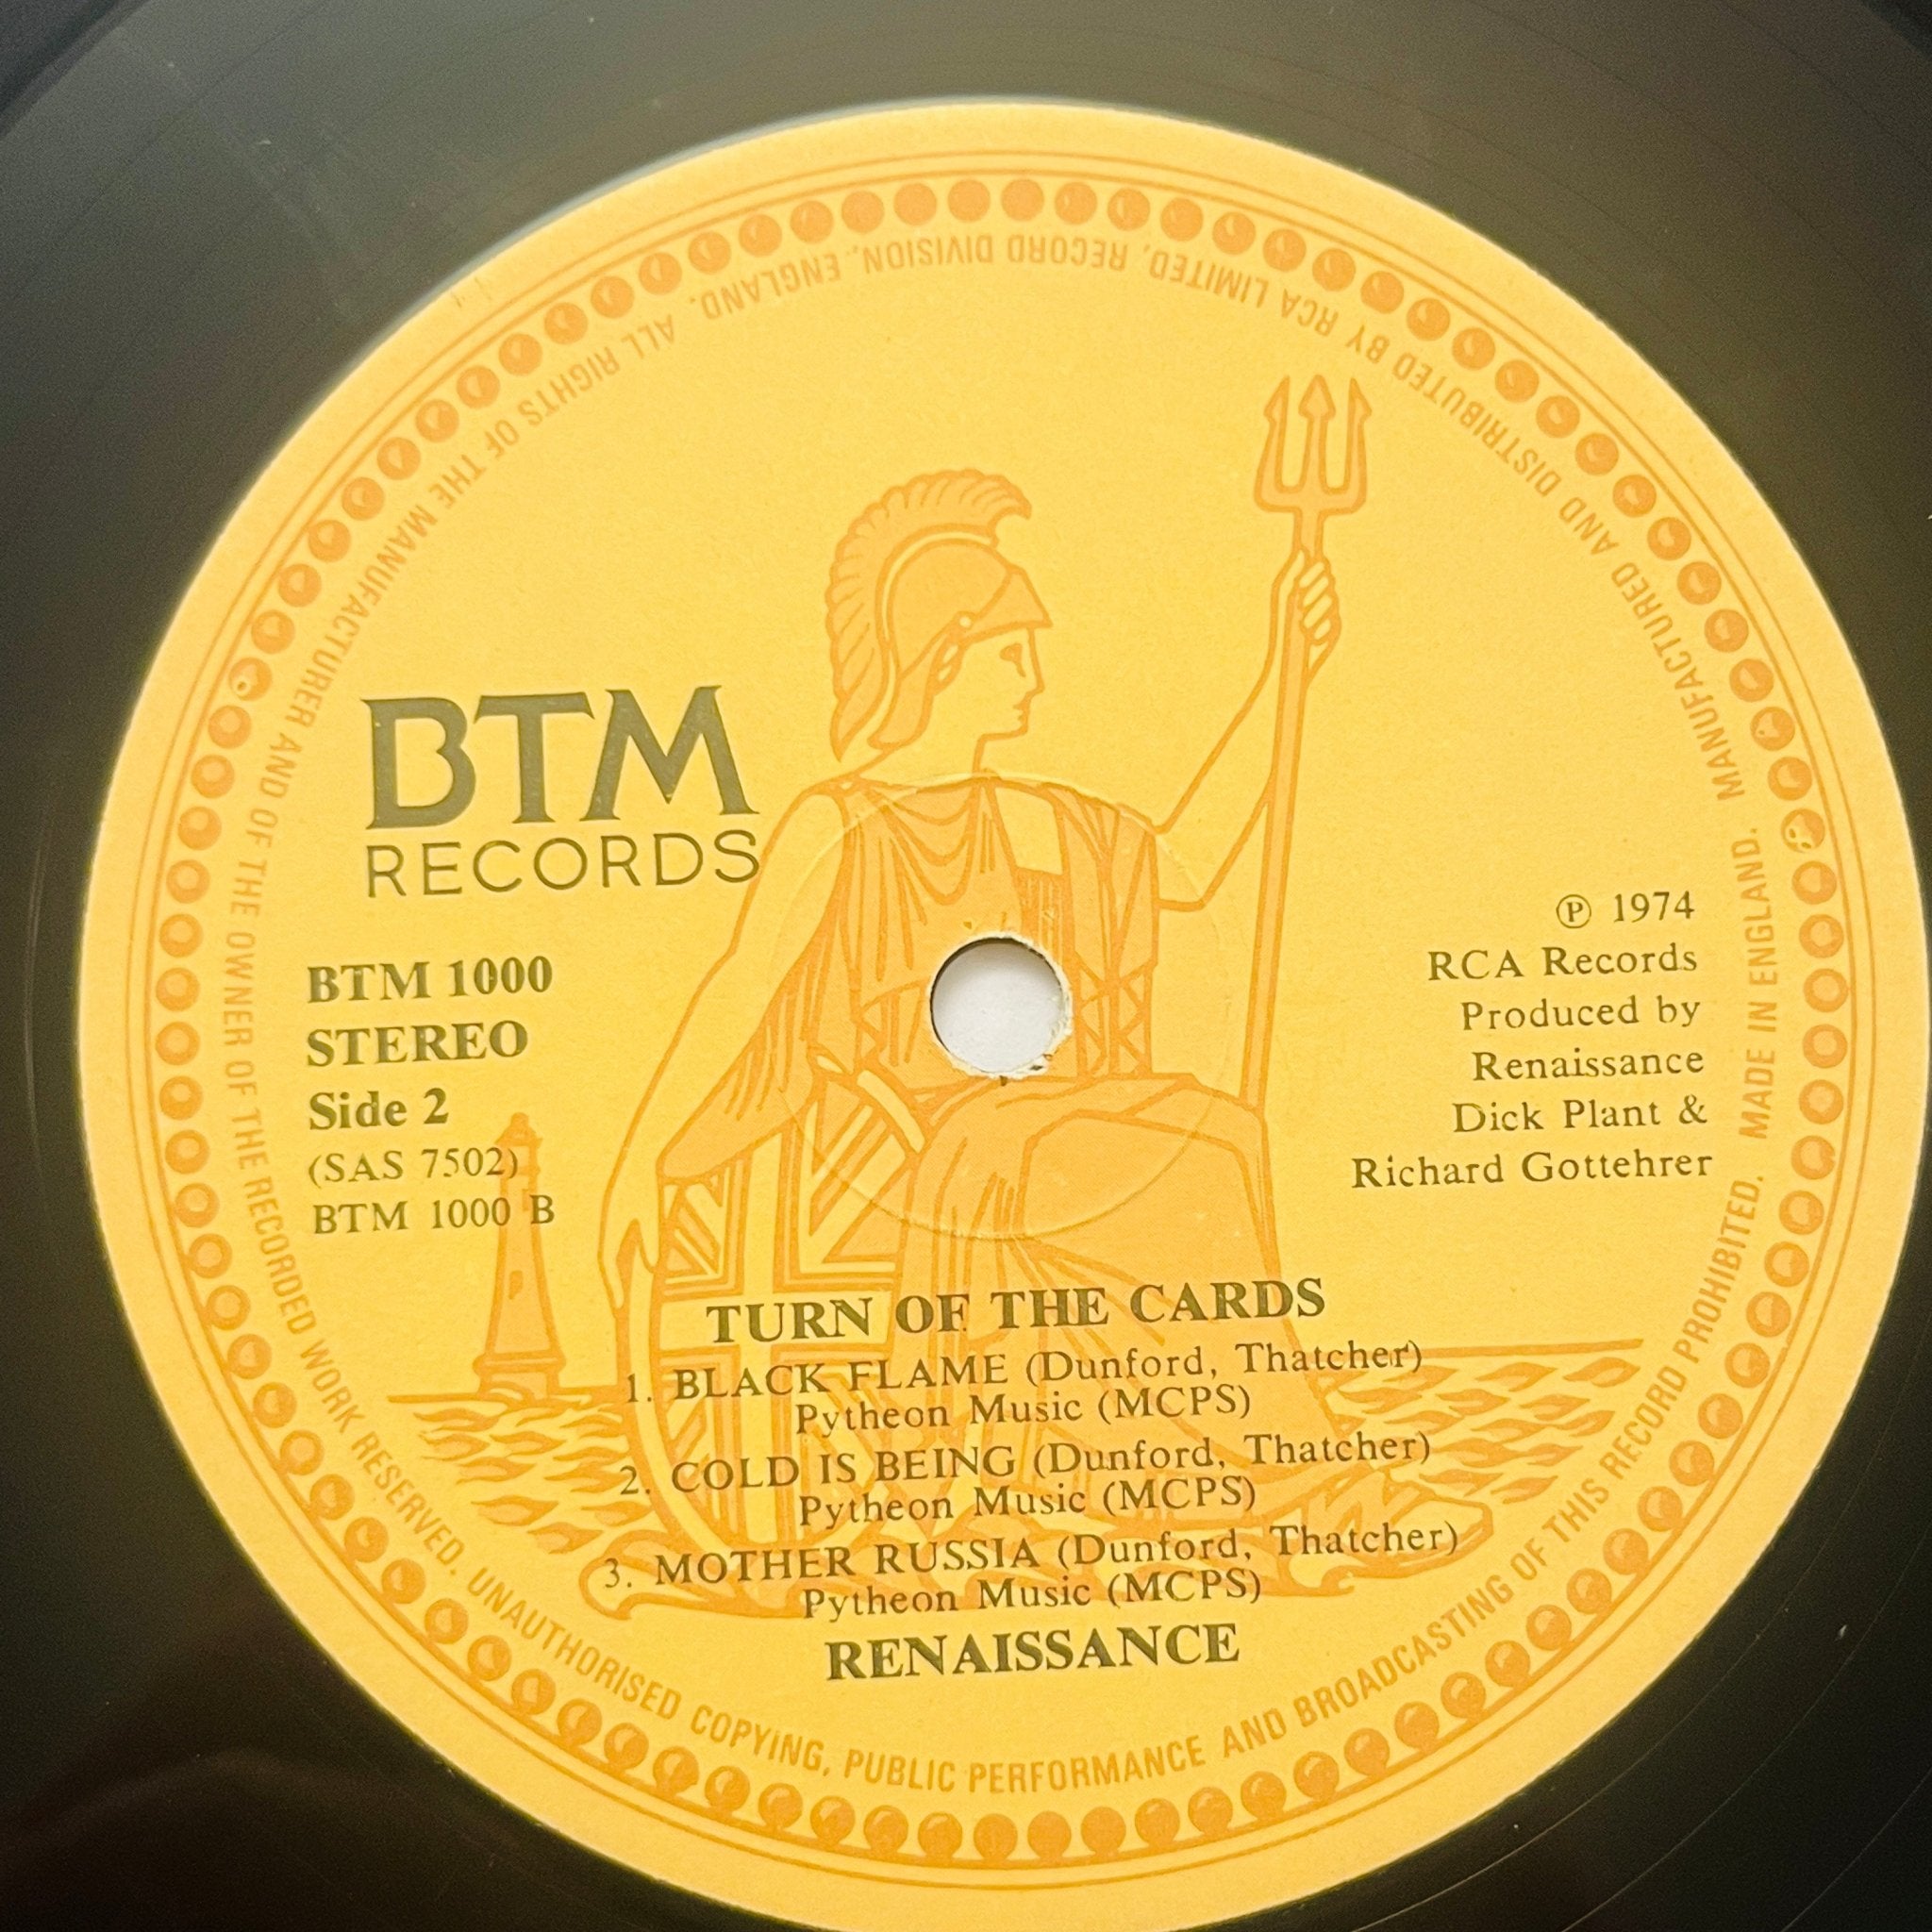 BTM
RECORDS
BTM 1000
STEREO
Side 2
(SAS 7502)
BTM 1000 B
Ⓟ 1974
RCA Records
Produced by
Renaissance
Dick Plant &
Richard Gottehrer
TURN OF THE CARDS
1. BLACK FLAME (Dunford, Thatcher)
Pytheon Music (MCPS)
2. COLD IS BEING (Dunford, Thatcher)
Pytheon Music (MCPS)
3. MOTHER RUSSIA (Dunford, Thatcher)
Pytheon Music (MCPS)
RENAISSANCE
ALL RIGHTS OF THE MANUFACTURER AND OF THE OWNER OF THE RECORDED WORK RESERVED. UNAUTHORISED COPYING, PUBLIC PERFORMANCE AND BROADCASTING OF THIS RECORD PROHIBITED. MADE IN ENGLAND. MANUFACTURED AND DISTRIBUTED BY RCA LIMITED, RECORD DIVISION, ENGLAND.